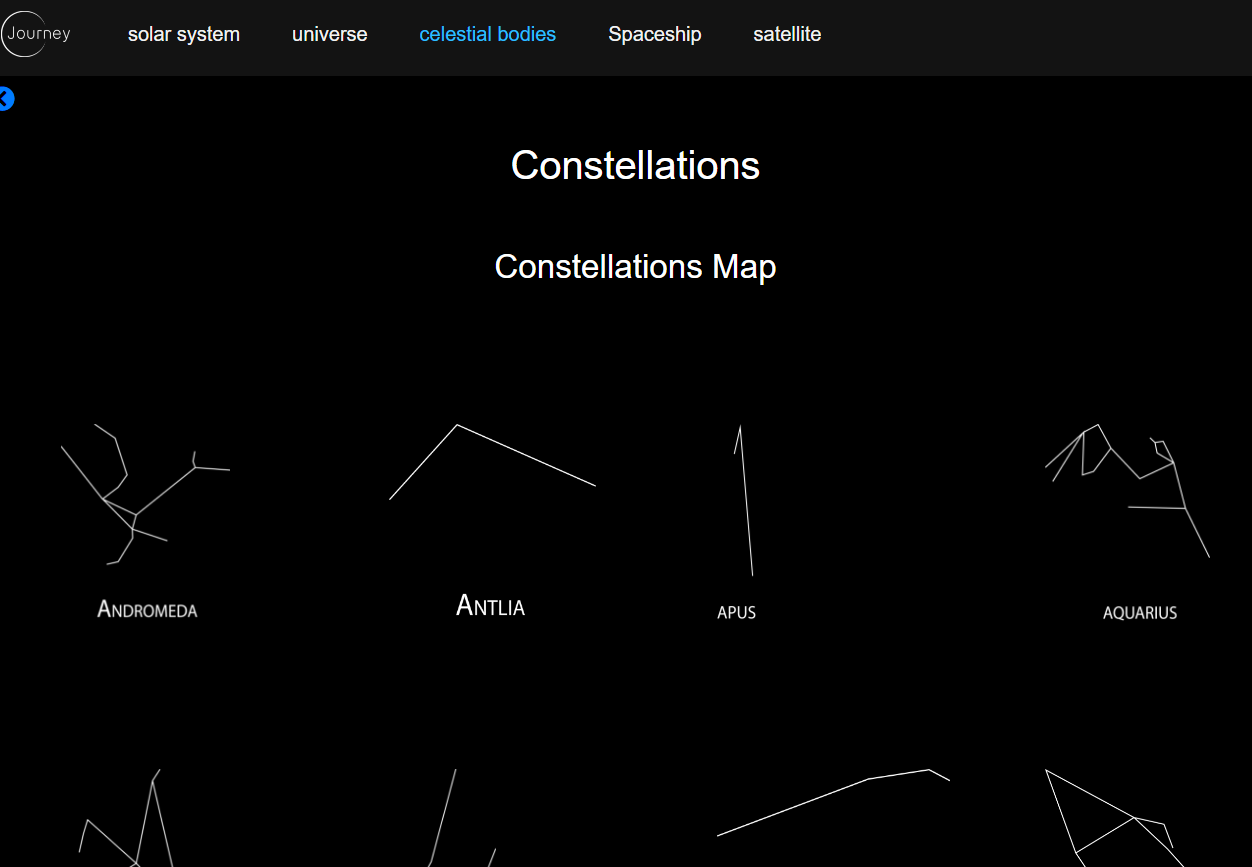 Journey solar system universe celestial bodies Spaceship satellite
Constellations
Constellations Map
ANDROMEDA ANTLIA APUS AQUARIUS